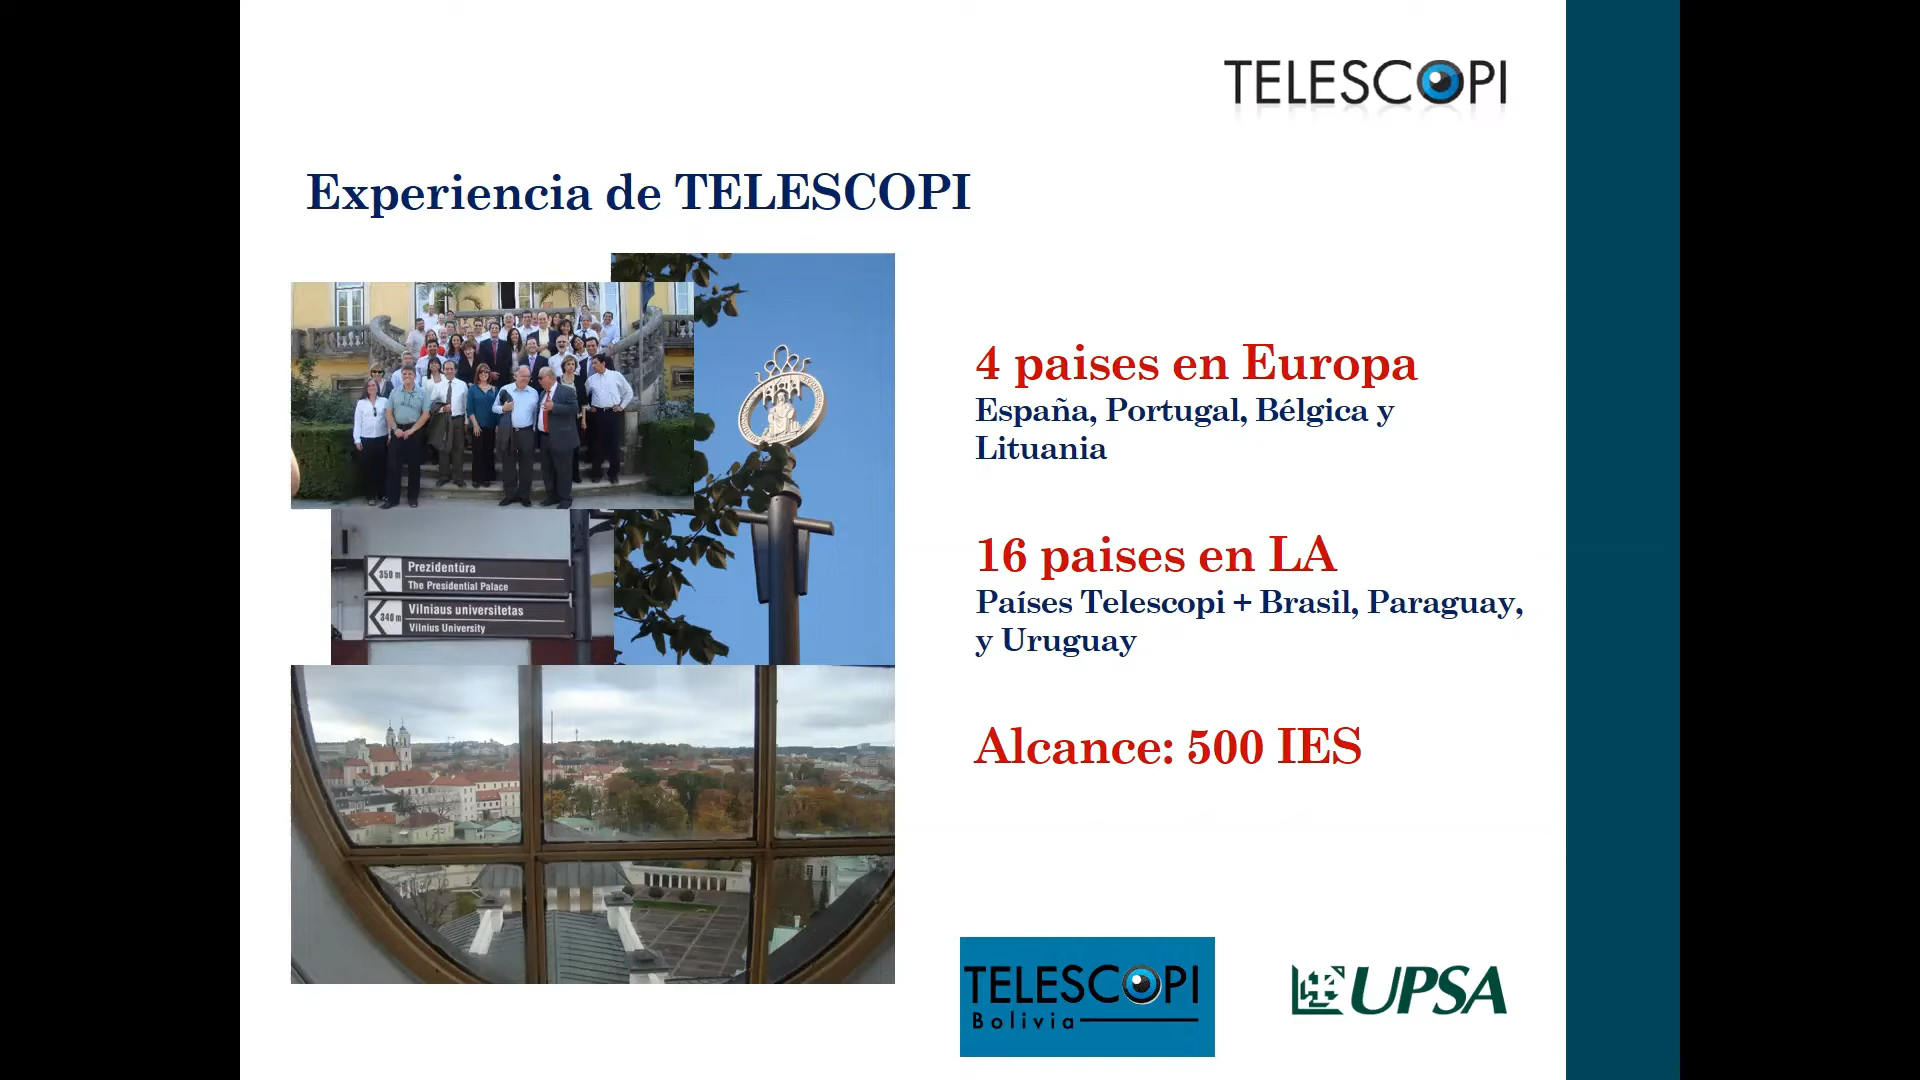 TELESCOPI
Experiencia de TELESCOPI
4 paises en Europa
España, Portugal, Bélgica y
Lituania
16 paises en LA
Países Telescopi + Brasil, Paraguay,
y Uruguay
Alcance: 500 IES
350 m
Prezidentūra
The Presidential Palace
340 m
Vilniaus universitetas
Vilnius University
TELESCOPI
Bolivia
UPSA